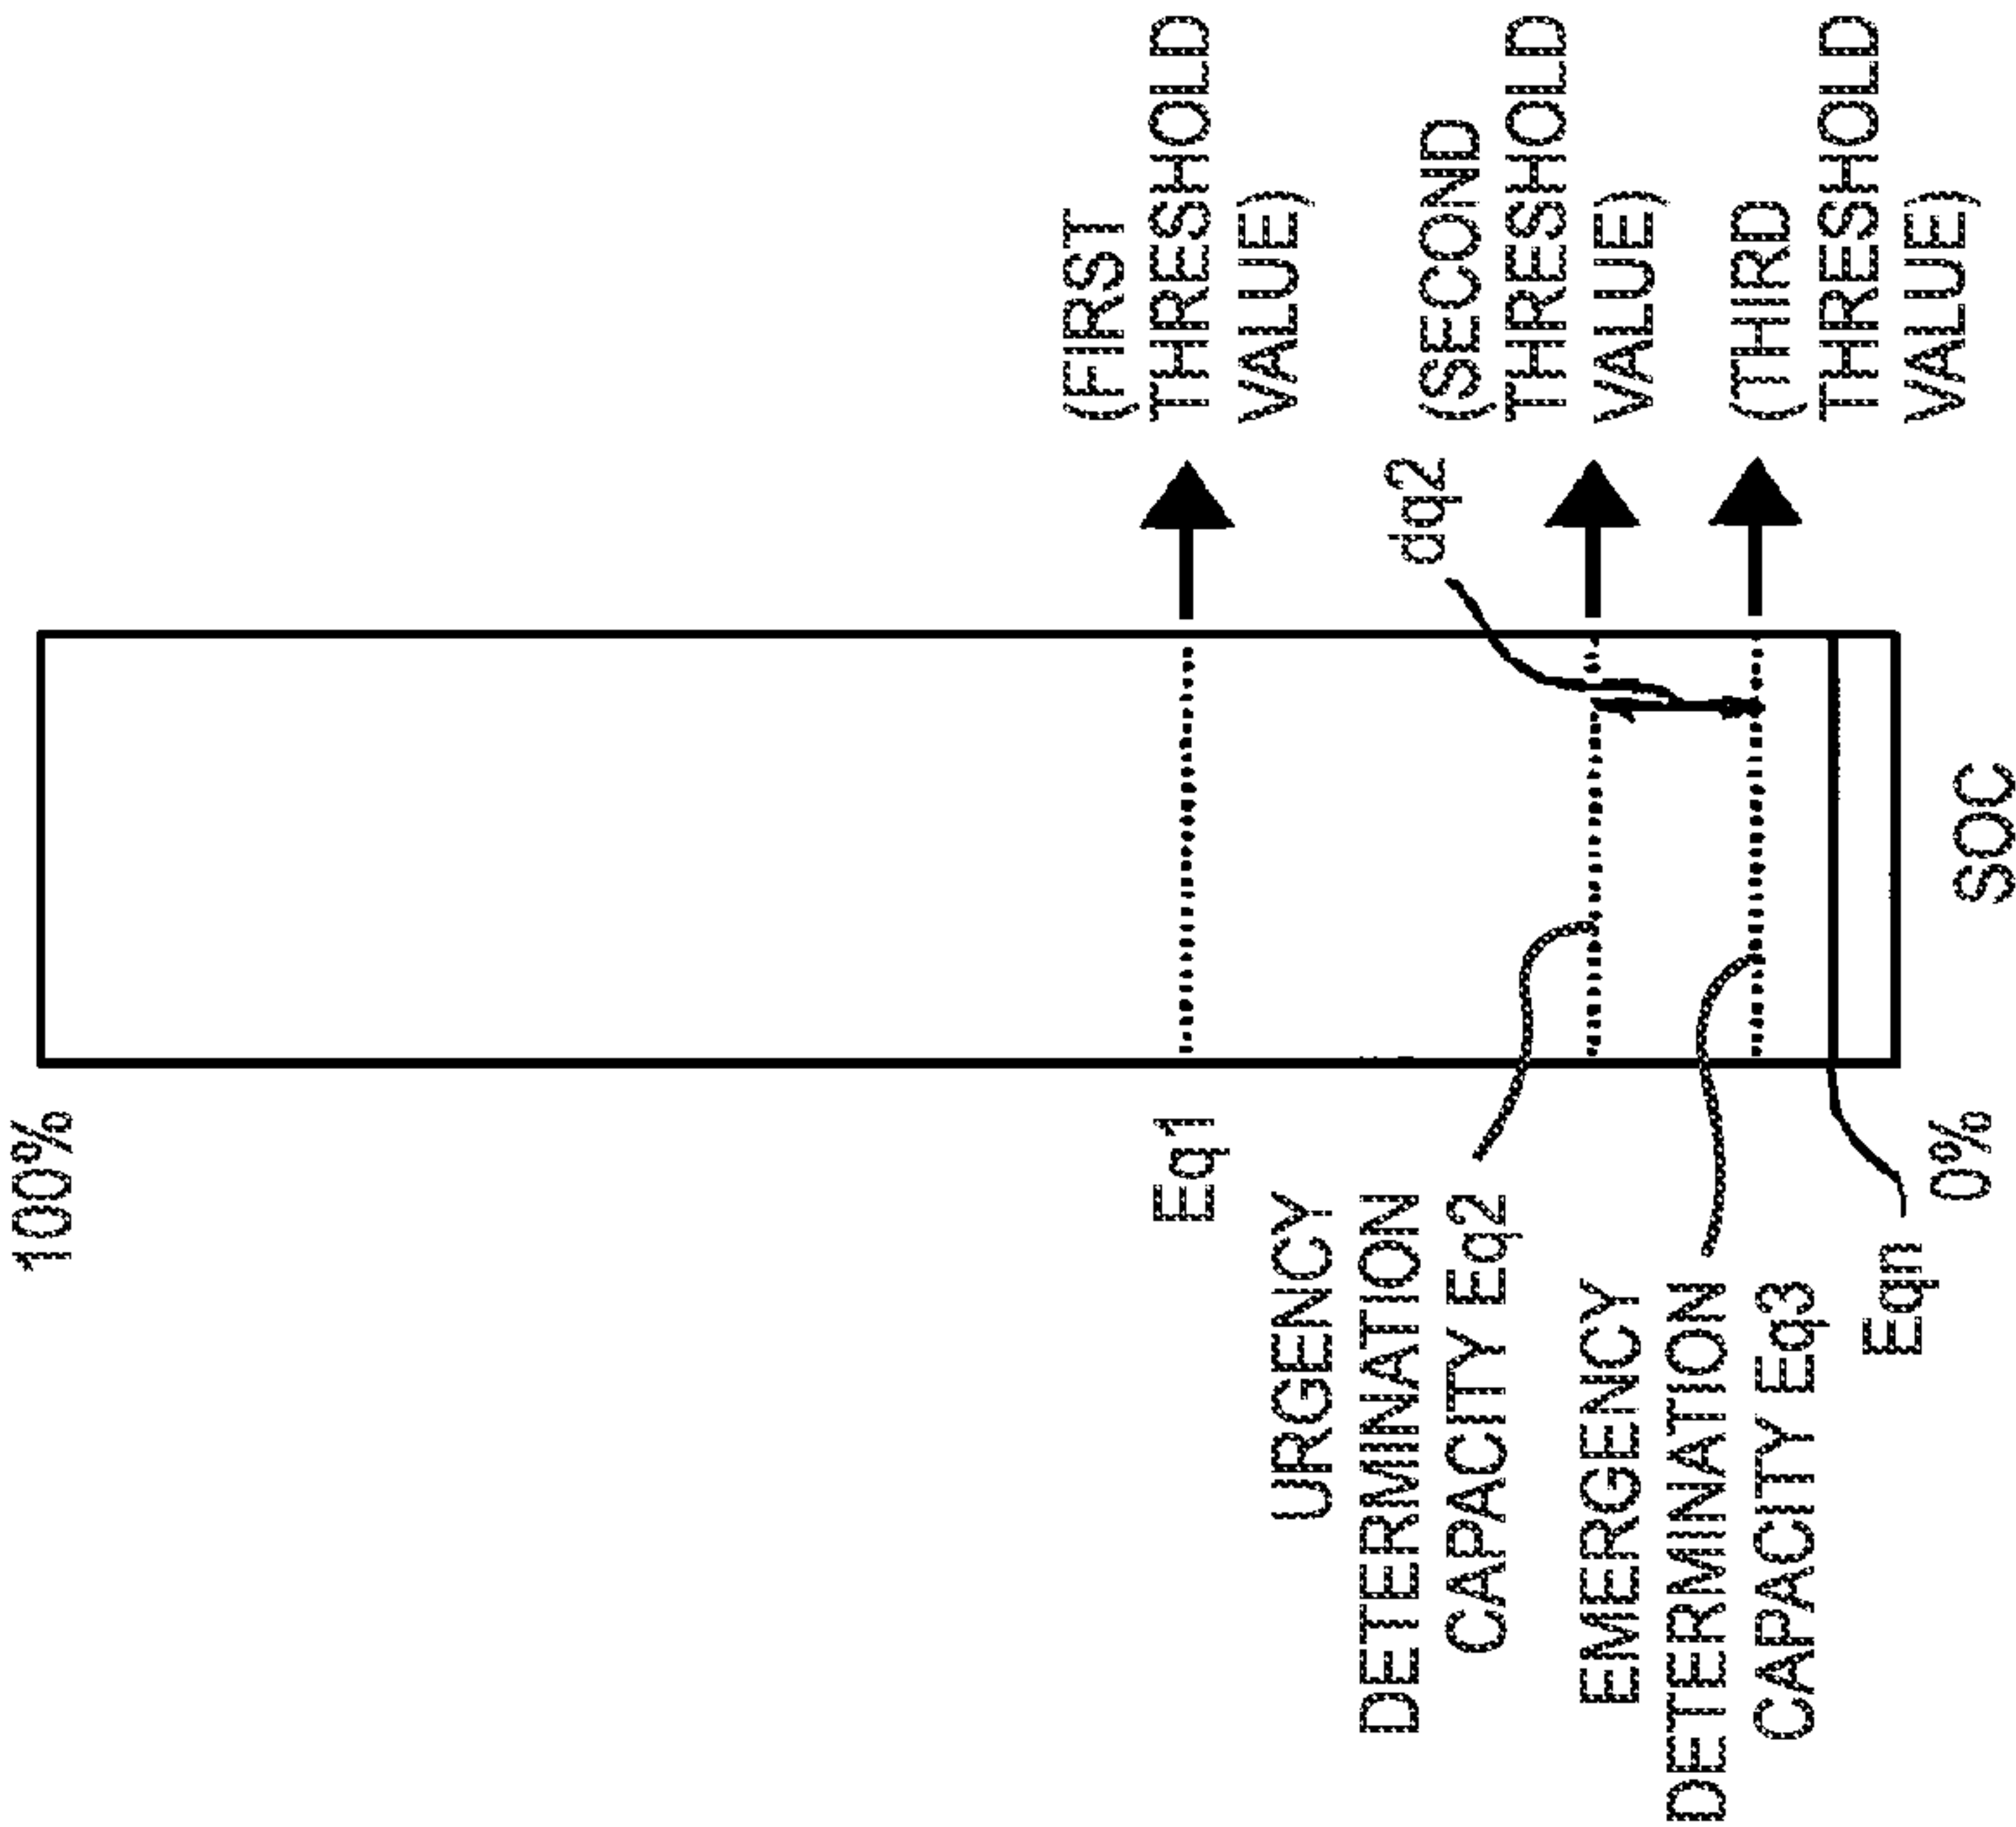 100%
Eq1
URGENCY
DETERMINATION
CAPACITY Eq2
EMERGENCY
DETERMINATION
CAPACITY Eq3
Eqn
0%
SOC
(FIRST
THRESHOLD
VALUE)
dq2
(SECOND
THRESHOLD
VALUE)
(THIRD
THRESHOLD
VALUE)